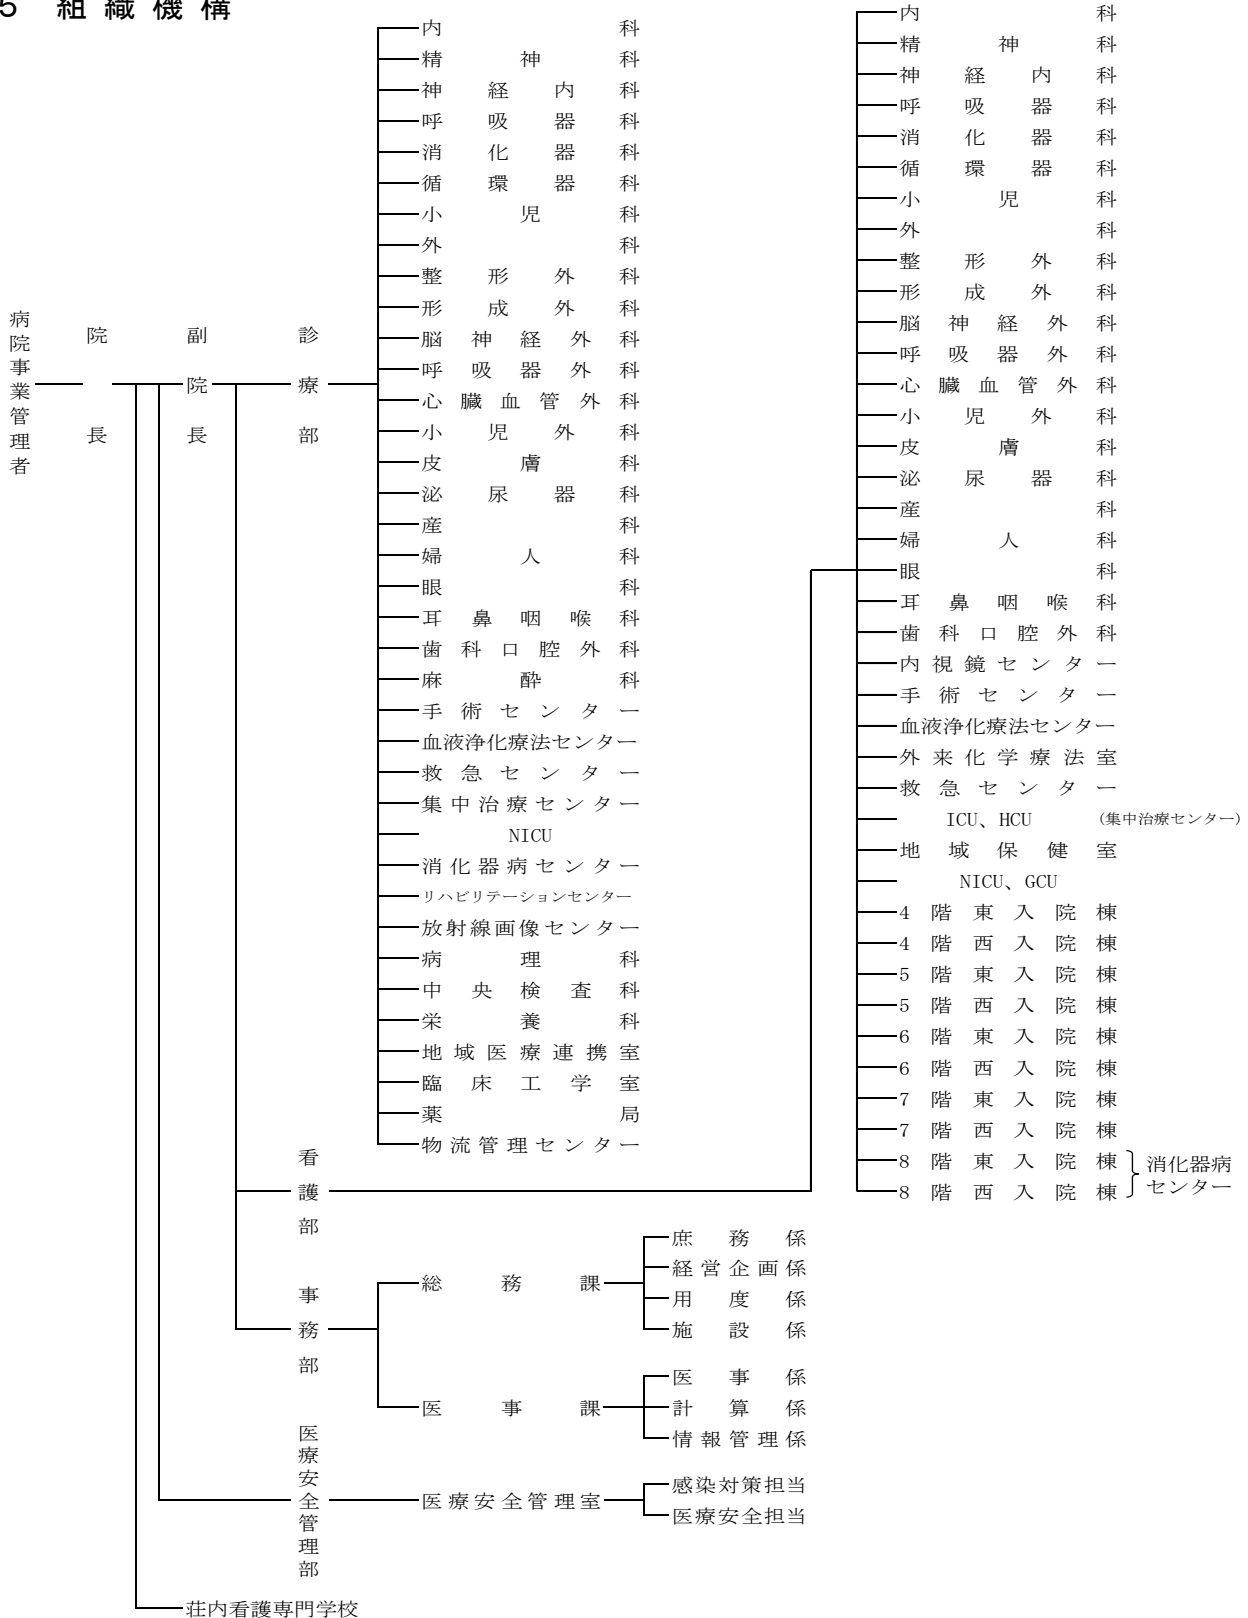 5 組織機構
病院事業管理者
院長
副院長
診療部
内科
精神科
神経内科
呼吸器科
消化器科
循環器科
小児科
外科
整形外科
形成外科
脳神経外科
呼吸器外科
心臓血管外科
小児外科
皮膚科
泌尿器科
産科
婦人科
眼科
耳鼻咽喉科
歯科口腔外科
麻酔科
手術センター
血液浄化療法センター
救急センター
集中治療センター
NICU
消化器病センター
リハビリテーションセンター
放射線画像センター
病理科
中央検査科
栄養科
地域医療連携室
臨床工学室
薬局
物流管理センター
看護部
内科
精神科
神経内科
呼吸器科
消化器科
循環器科
小児科
外科
整形外科
形成外科
脳神経外科
呼吸器外科
心臓血管外科
小児外科
皮膚科
泌尿器科
産科
婦人科
眼科
耳鼻咽喉科
歯科口腔外科
内視鏡センター
手術センター
血液浄化療法センター
外来化学療法室
救急センター
ICU、HCU (集中治療センター)
地域保健室
NICU、GCU
4階東入院棟
4階西入院棟
5階東入院棟
5階西入院棟
6階東入院棟
6階西入院棟
7階東入院棟
7階西入院棟
8階東入院棟
8階西入院棟
消化器病
センター
事務部
総務課
庶務係
経営企画係
用度係
施設係
医事課
医事係
計算係
情報管理係
医療安全管理部
医療安全管理室
感染対策担当
医療安全担当
荘内看護専門学校